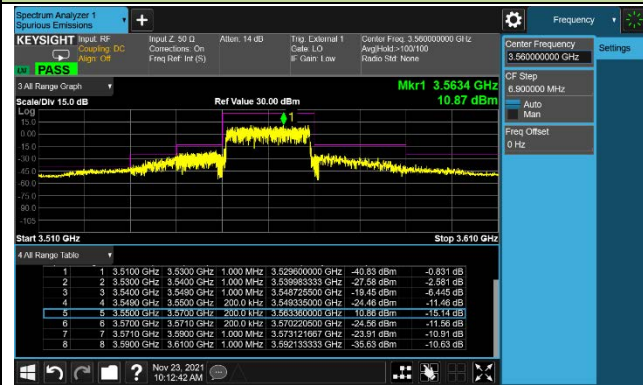 Spectrum Analyzer 1
Spurious Emissions
Frequency
KEYSIGHT Input: RF
Coupling: DC
Align: Off
Input Z: 50 Ω
Corrections: On
Freq Ref: Int (S)
Atten: 14 dB
Trig: External 1
Gate: LO
IF Gain: Low
Center Freq: 3.560000000 GHz
Avg|Hold:>100/100
Radio Std: None
PASS
Center Frequency
3.560000000 GHz
Settings
CF Step
6.900000 MHz
Auto
Man
Freq Offset
0 Hz
3 All Range Graph
Mkr1 3.5634 GHz
Scale/Div 15.0 dB
Ref Value 30.00 dBm
10.87 dBm
Log
15.0
0.00
-15.0
-30.0
-45.0
-60.0
-75.0
-90.0
-105
1
Start 3.510 GHz
Stop 3.610 GHz
4 All Range Table
1 1 3.5100 GHz 3.5300 GHz 1.000 MHz 3.529600000 GHz -40.83 dBm -0.831 dB
2 2 3.5300 GHz 3.5400 GHz 1.000 MHz 3.539983333 GHz -27.58 dBm -2.581 dB
3 3 3.5400 GHz 3.5490 GHz 1.000 MHz 3.548725500 GHz -19.45 dBm -6.445 dB
4 4 3.5490 GHz 3.5500 GHz 200.0 kHz 3.549335000 GHz -24.46 dBm -11.46 dB
5 5 3.5500 GHz 3.5700 GHz 200.0 kHz 3.563360000 GHz 10.86 dBm -15.14 dB
6 6 3.5700 GHz 3.5710 GHz 200.0 kHz 3.570220500 GHz -24.56 dBm -11.56 dB
7 7 3.5710 GHz 3.5900 GHz 1.000 MHz 3.573121667 GHz -23.91 dBm -10.91 dB
8 8 3.5900 GHz 3.6100 GHz 1.000 MHz 3.592133333 GHz -35.63 dBm -10.63 dB
Nov 23, 2021
10:12:42 AM